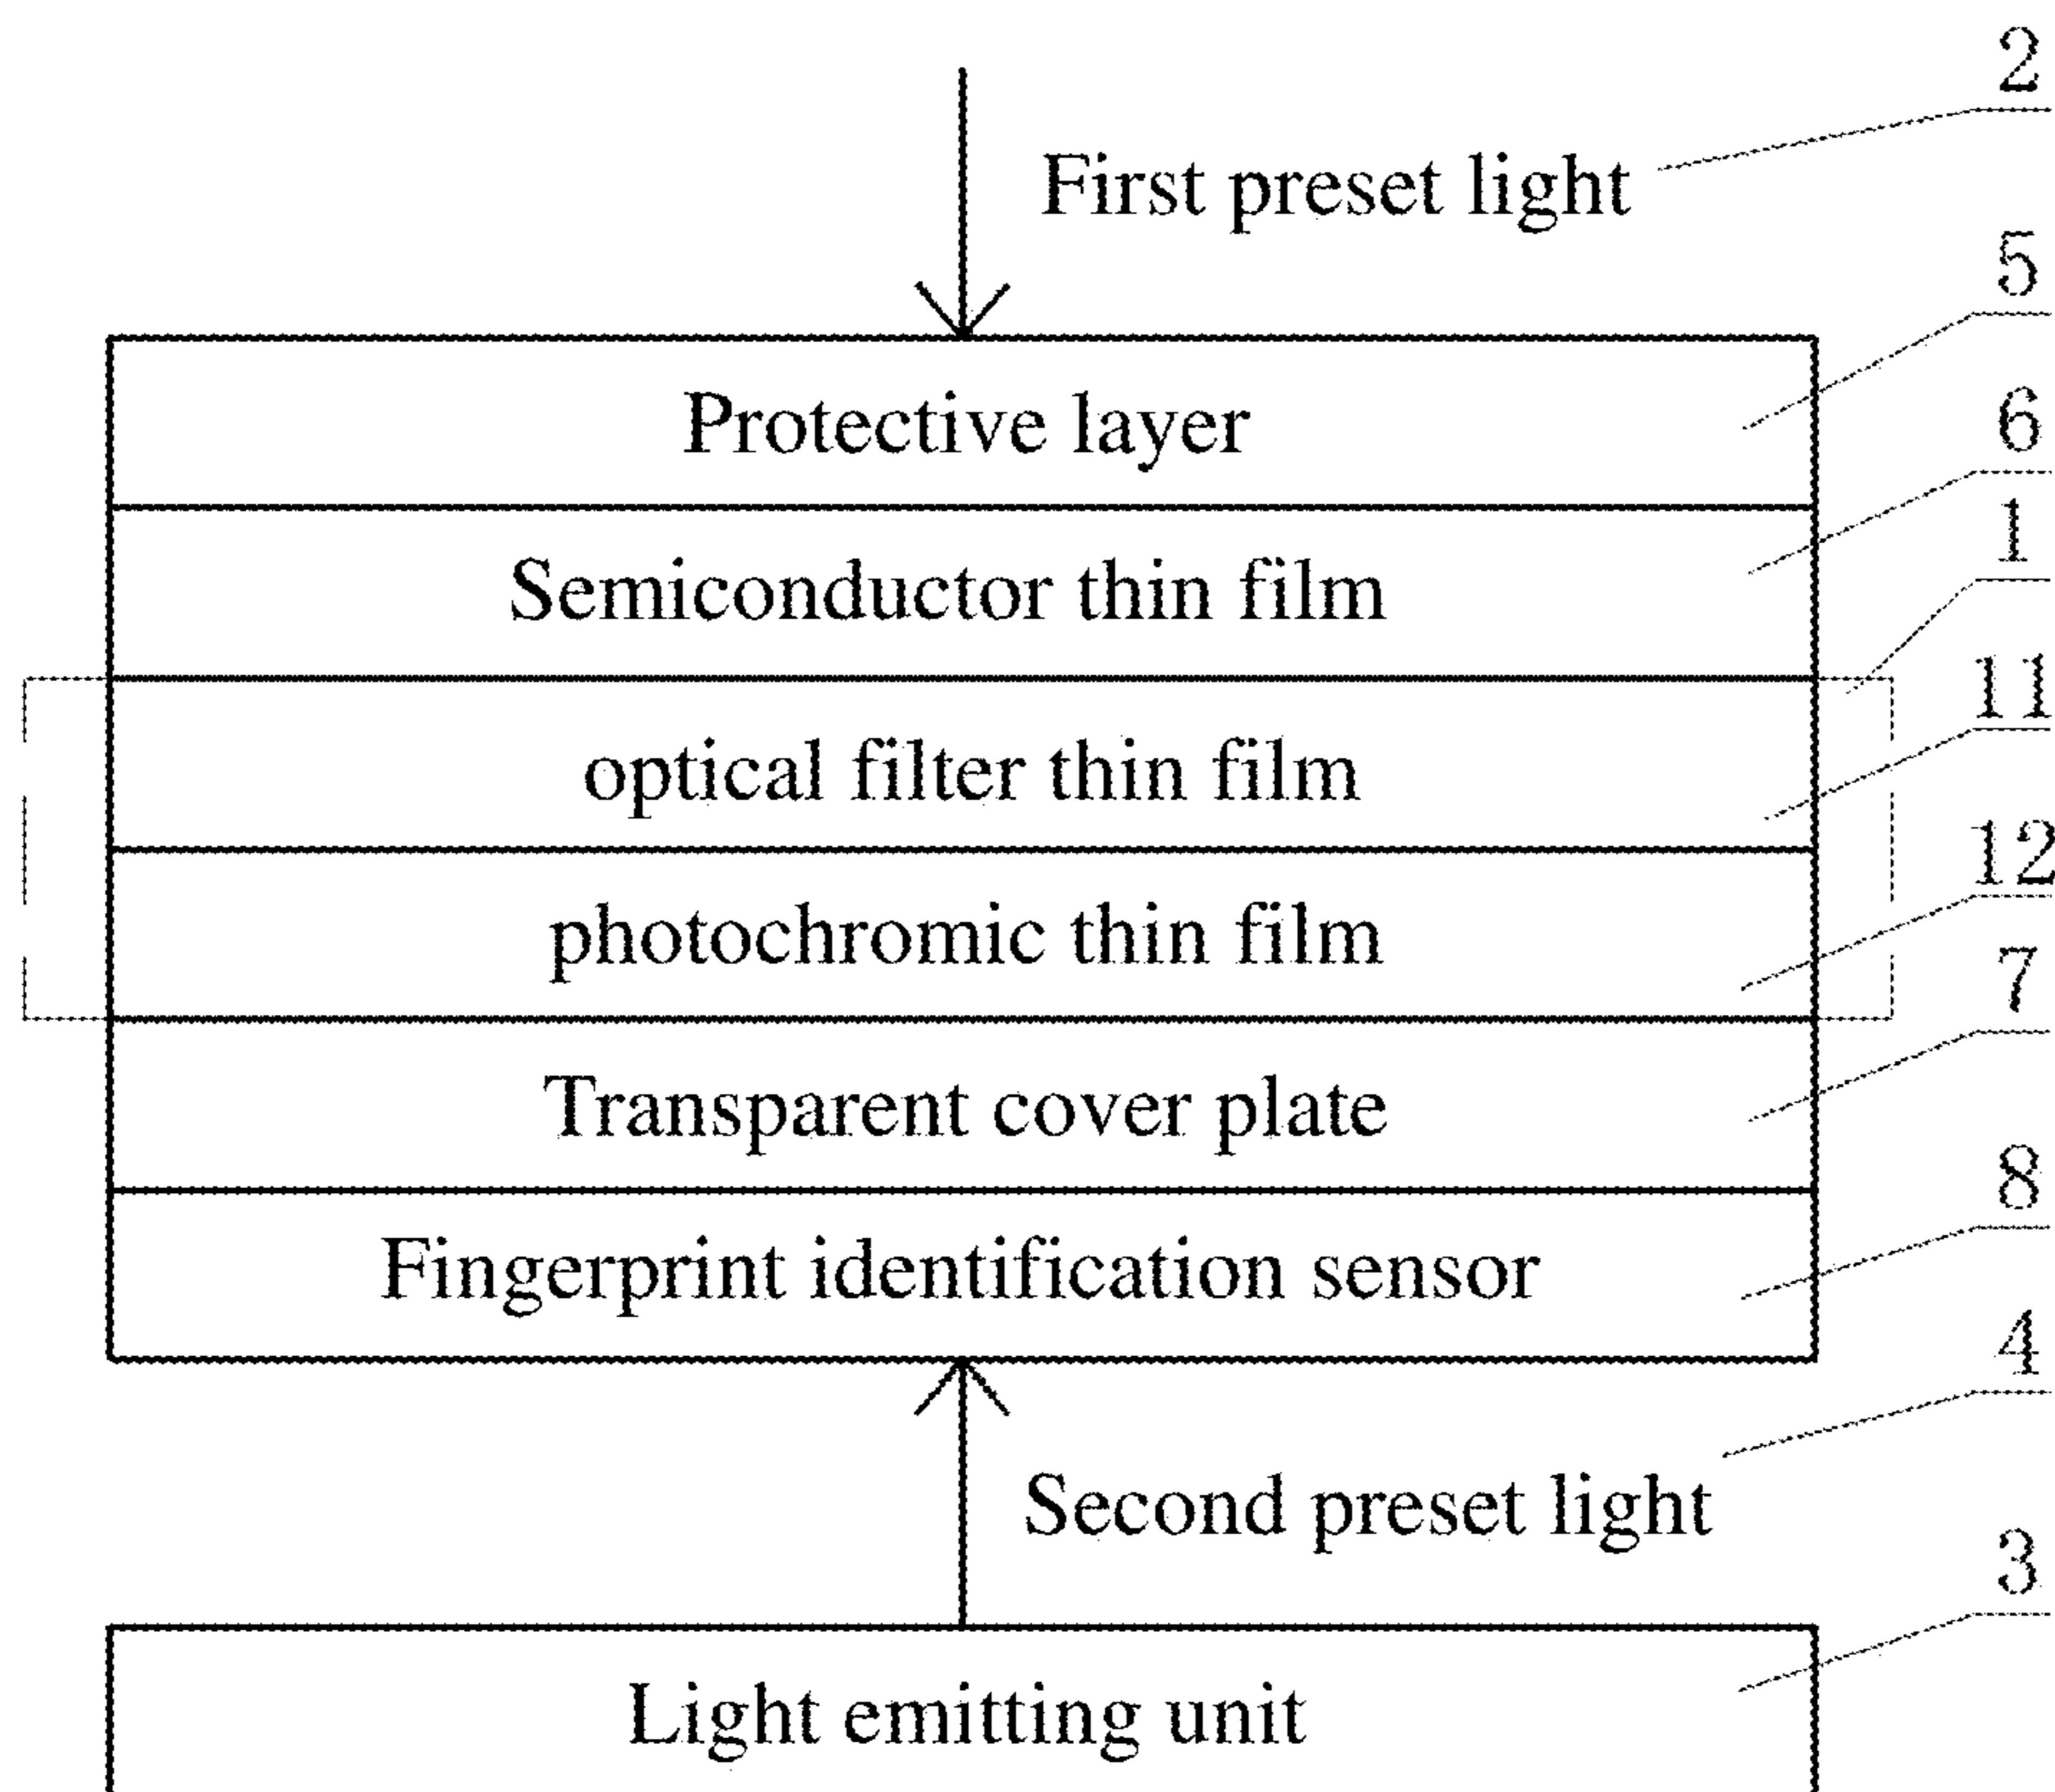 2
First preset light
5
Protective layer
6
Semiconductor thin film
1
11
optical filter thin film
12
photochromic thin film
7
Transparent cover plate
8
Fingerprint identification sensor
4
Second preset light
3
Light emitting unit